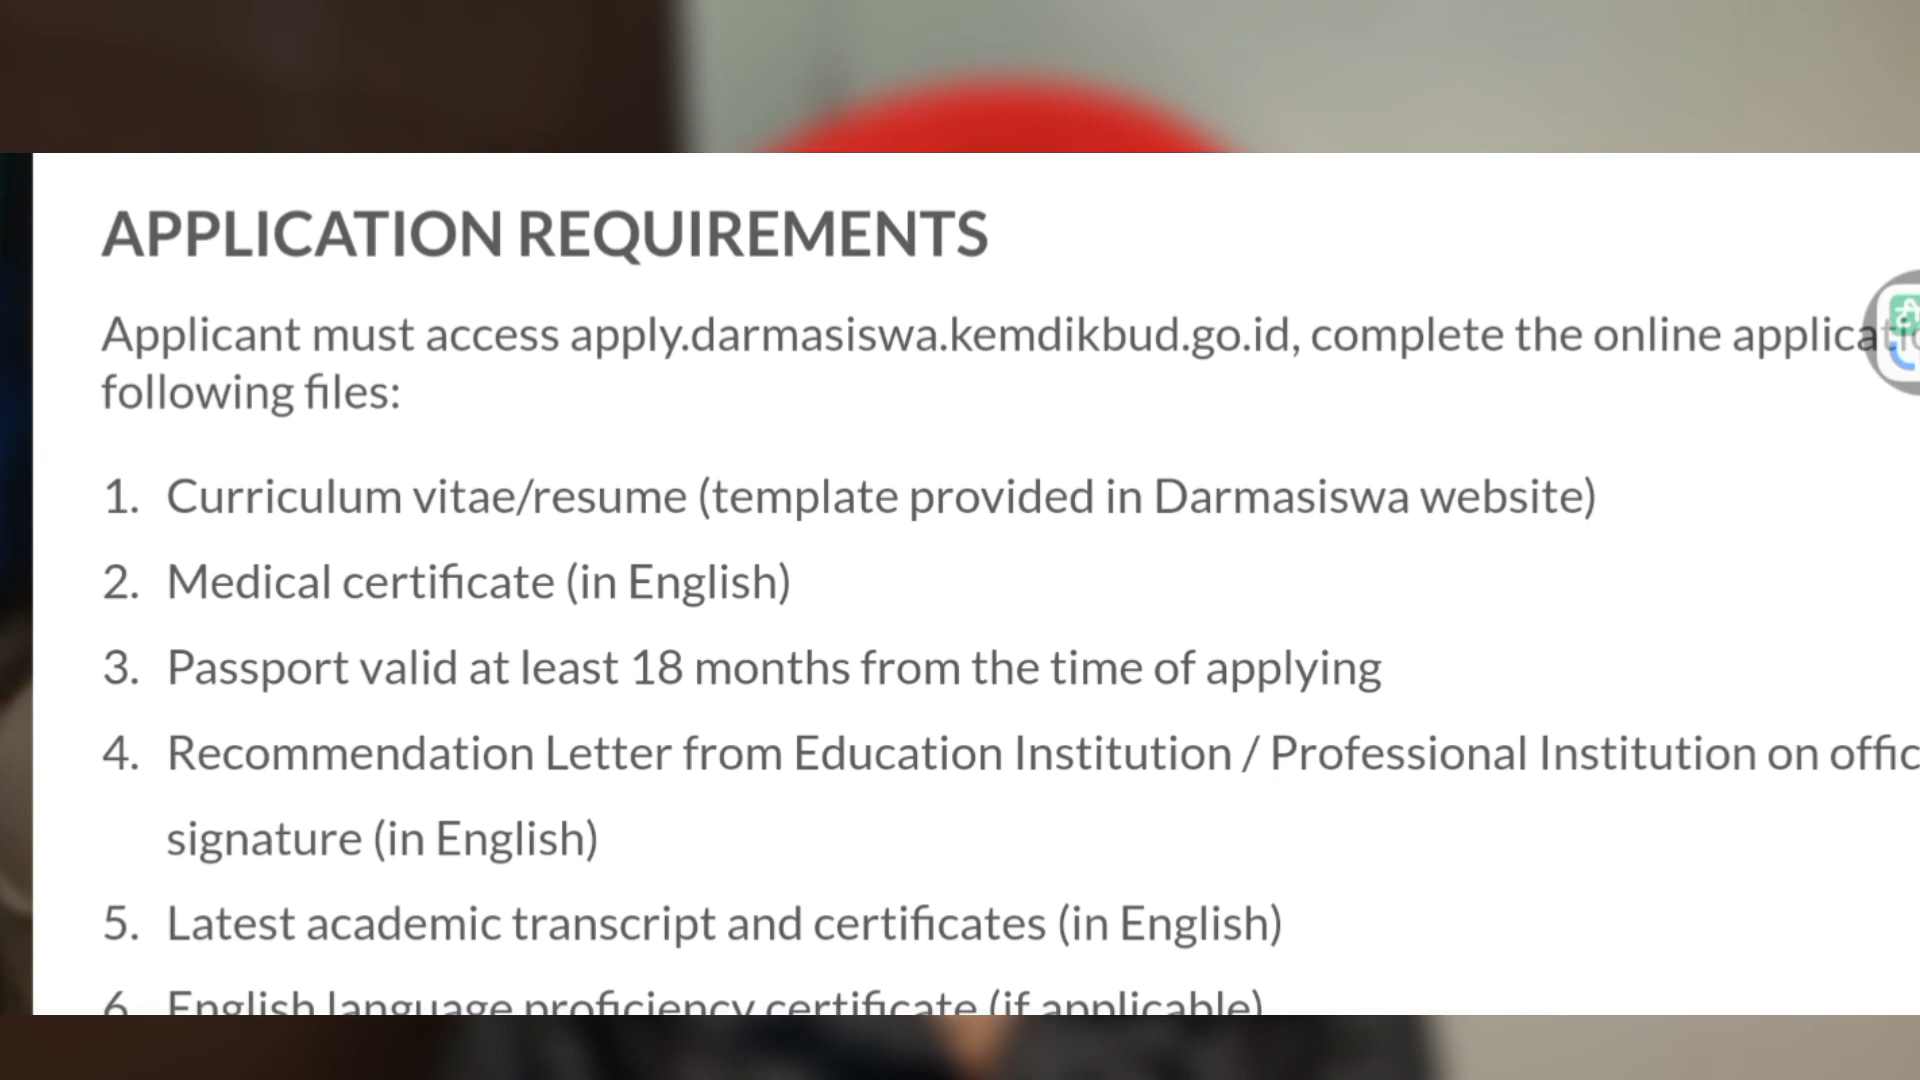 APPLICATION REQUIREMENTS
Applicant must access apply.darmasiswa.kemdikbud.go.id, complete the online
following files:
1. Curriculum vitae/resume (template provided in Darmasiswa website)
2. Medical certificate (in English)
3. Passport valid at least 18 months from the time of applying
4. Recommendation Letter from Education Institution / Professional Institution on
signature (in English)
5. Latest academic transcript and certificates (in English)
6. English language proficiency certificate (if applicable)